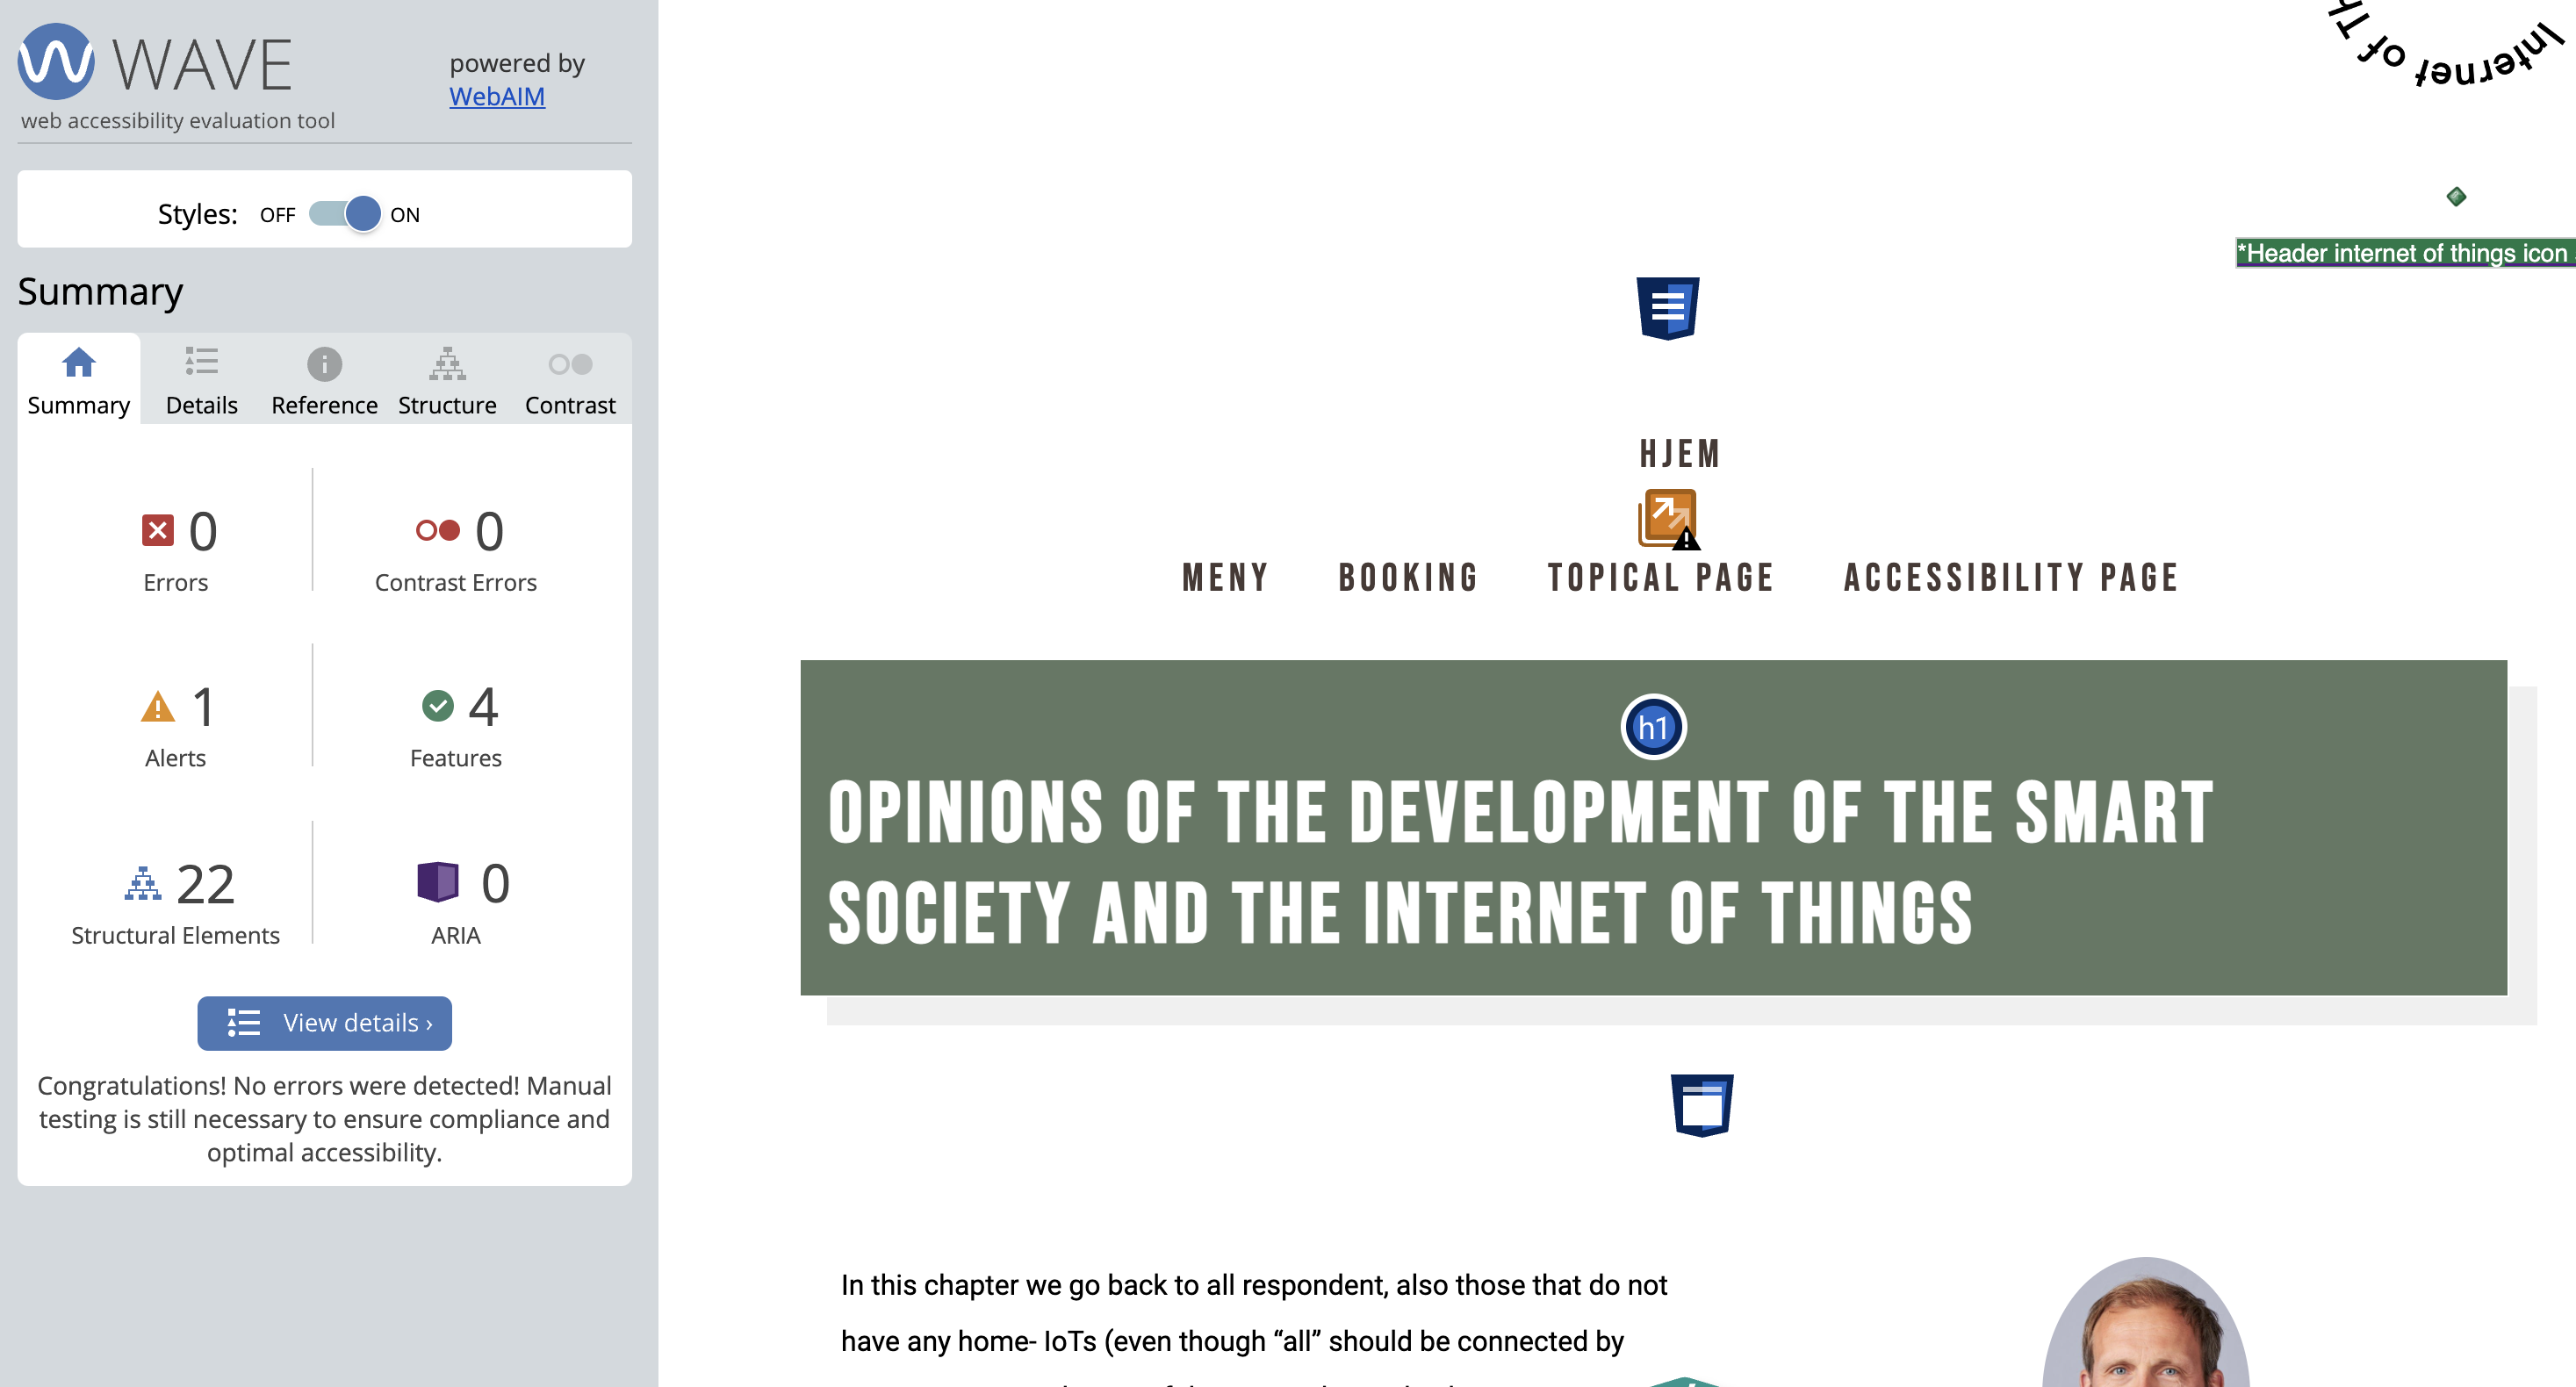 WAVE
powered by
WebAIM
web accessibility evaluation tool
Styles: OFF ON
Summary
Summary Details Reference Structure Contrast
0 Errors
0 Contrast Errors
1 Alerts
4 Features
22 Structural Elements
0 ARIA
View details ›
Congratulations! No errors were detected! Manual
testing is still necessary to ensure compliance and
optimal accessibility.
Internet of Th
*Header internet of things icon
HJEM
MENY BOOKING TOPICAL PAGE ACCESSIBILITY PAGE
h1
OPINIONS OF THE DEVELOPMENT OF THE SMART
SOCIETY AND THE INTERNET OF THINGS
In this chapter we go back to all respondent, also those that do not
have any home- IoTs (even though “all” should be connected by